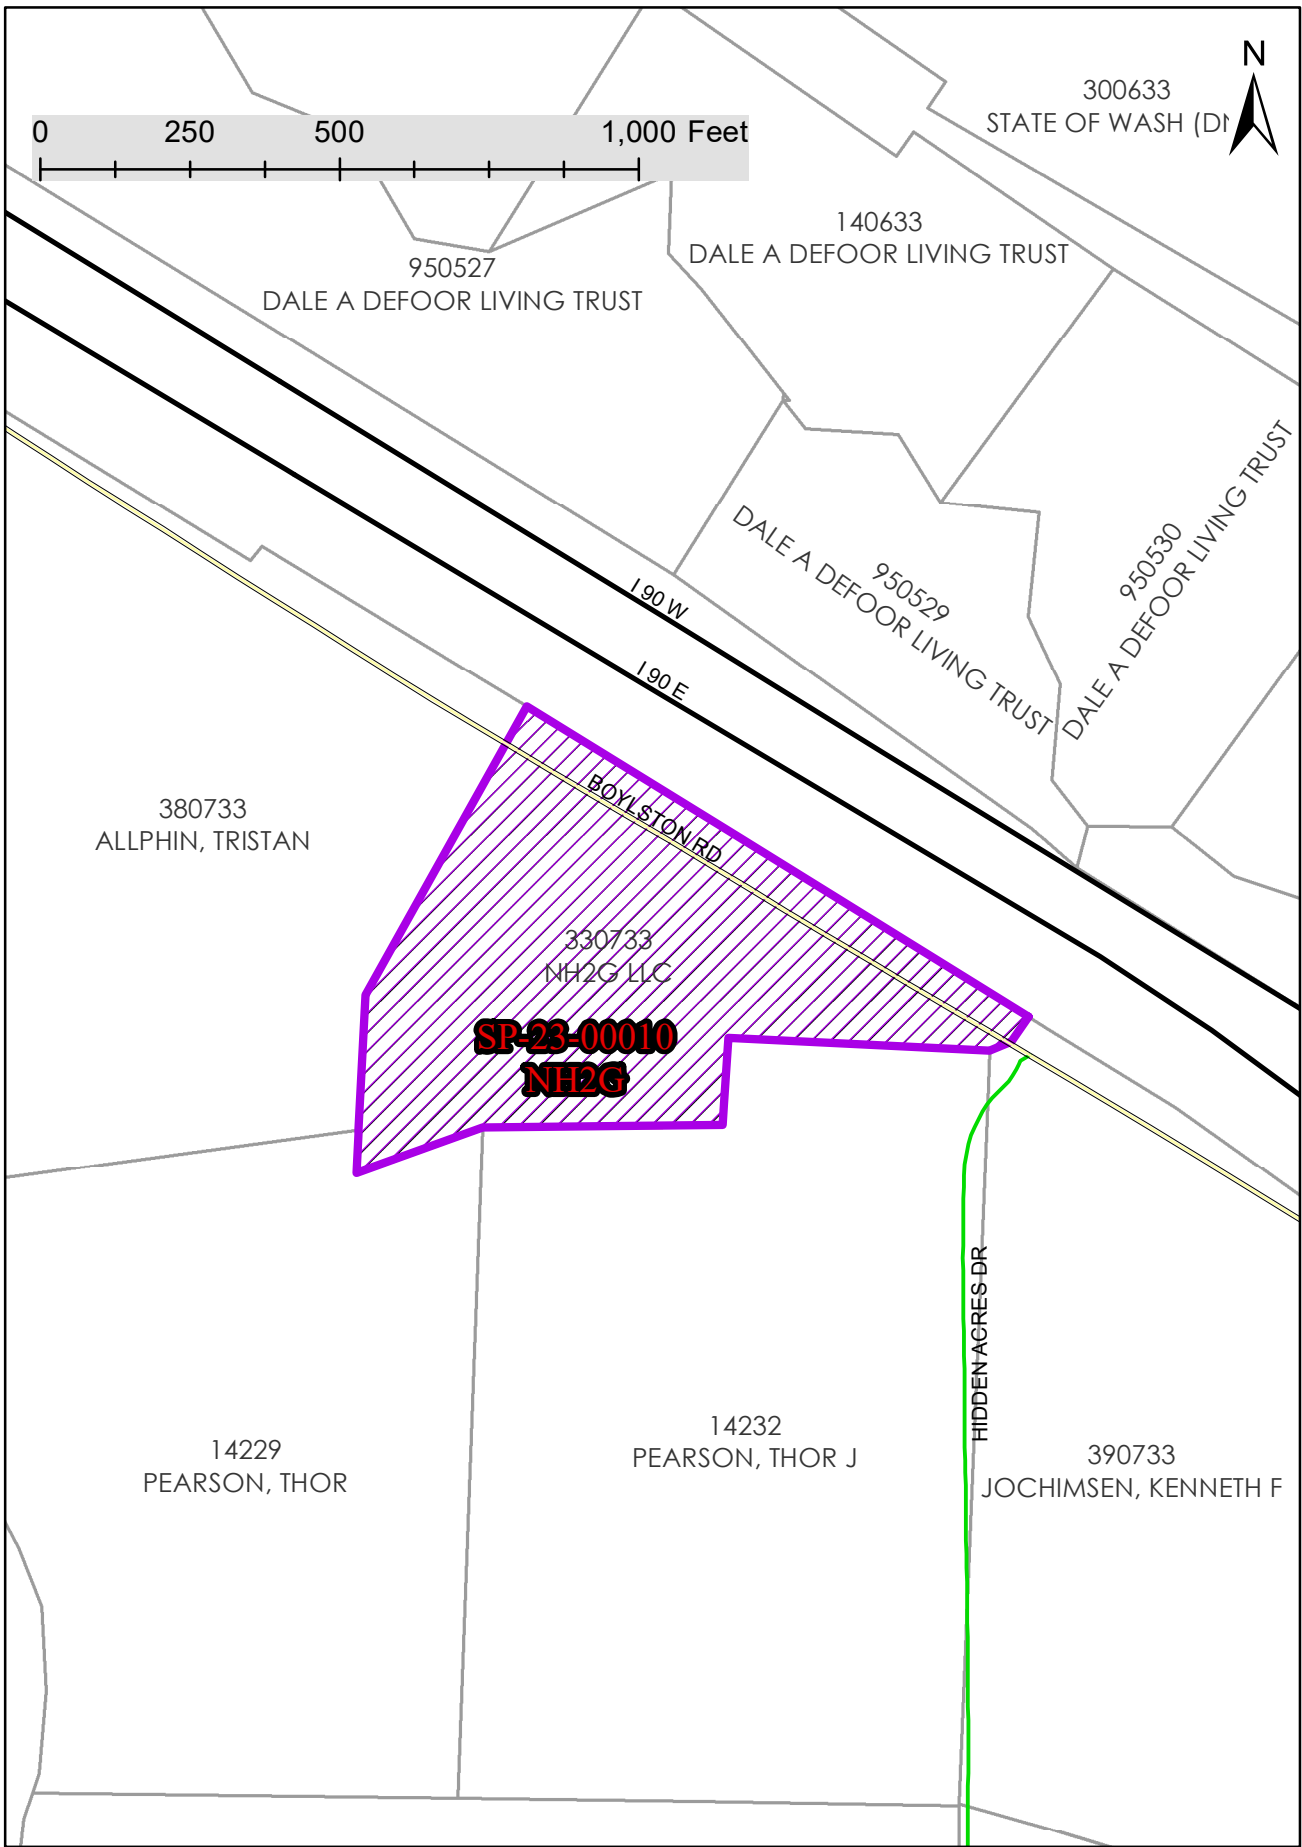 N
300633
STATE OF WASH (DN
0 250 500 1,000 Feet
140633
DALE A DEFOOR LIVING TRUST
950527
DALE A DEFOOR LIVING TRUST
950530
DALE A DEFOOR LIVING TRUST
950529
DALE A DEFOOR LIVING TRUST
I 90 W
I 90 E
BOYLSTON RD
380733
ALLPHIN, TRISTAN
330733
NH2G LLC
SP-23-00010
NH2G
HIDDEN ACRES DR
14229
PEARSON, THOR
14232
PEARSON, THOR J
390733
JOCHIMSEN, KENNETH F